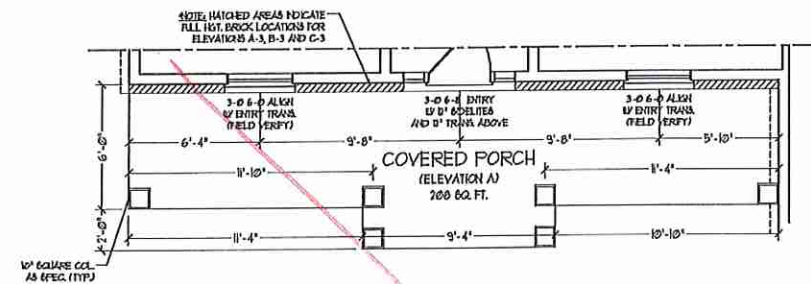 NOTE: HATCHED AREAS INDICATE
FULL HGT. BRICK LOCATIONS FOR
ELEVATIONS A-3, B-3 AND C-3
3-0 6-0 ALIGN
W/ ENTRY TRANS.
(FIELD VERIFY)
3-0 6-8 ENTRY
W/ 12" SIDELITES
AND 12" TRANS. ABOVE
3-0 6-0 ALIGN
W/ ENTRY TRANS.
(FIELD VERIFY)
6'-0"
6'-4"
9'-8"
9'-8"
5'-10"
COVERED PORCH
(ELEVATION A)
11'-10"
11'-4"
2'-0"
11'-4"
9'-4"
10'-10"
10" SQUARE COL.
AS SPEC. (TYP.)